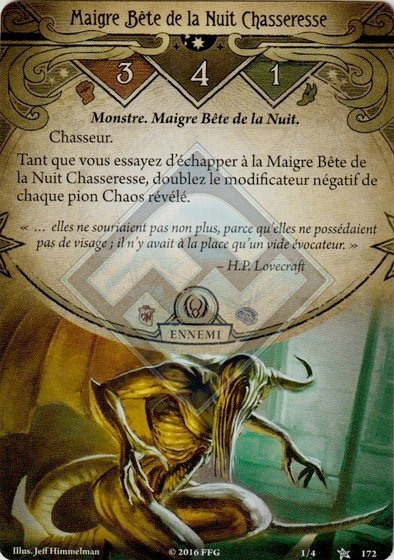 Maigre Bête de la Nuit Chasseresse
3 4 1
Monstre. Maigre Bête de la Nuit.
Chasseur.
Tant que vous essayez d'échapper à la Maigre Bête de
la Nuit Chasseresse, doublez le modificateur négatif de
chaque pion Chaos révélé.
« … elles ne souriaient pas non plus, parce qu'elles ne possédaient
pas de visage ; il n'y avait à la place qu'un vide évocateur. »
– H.P. Lovecraft
ENNEMI
Illus. Jeff Himmelman © 2016 FFG 1/4 172